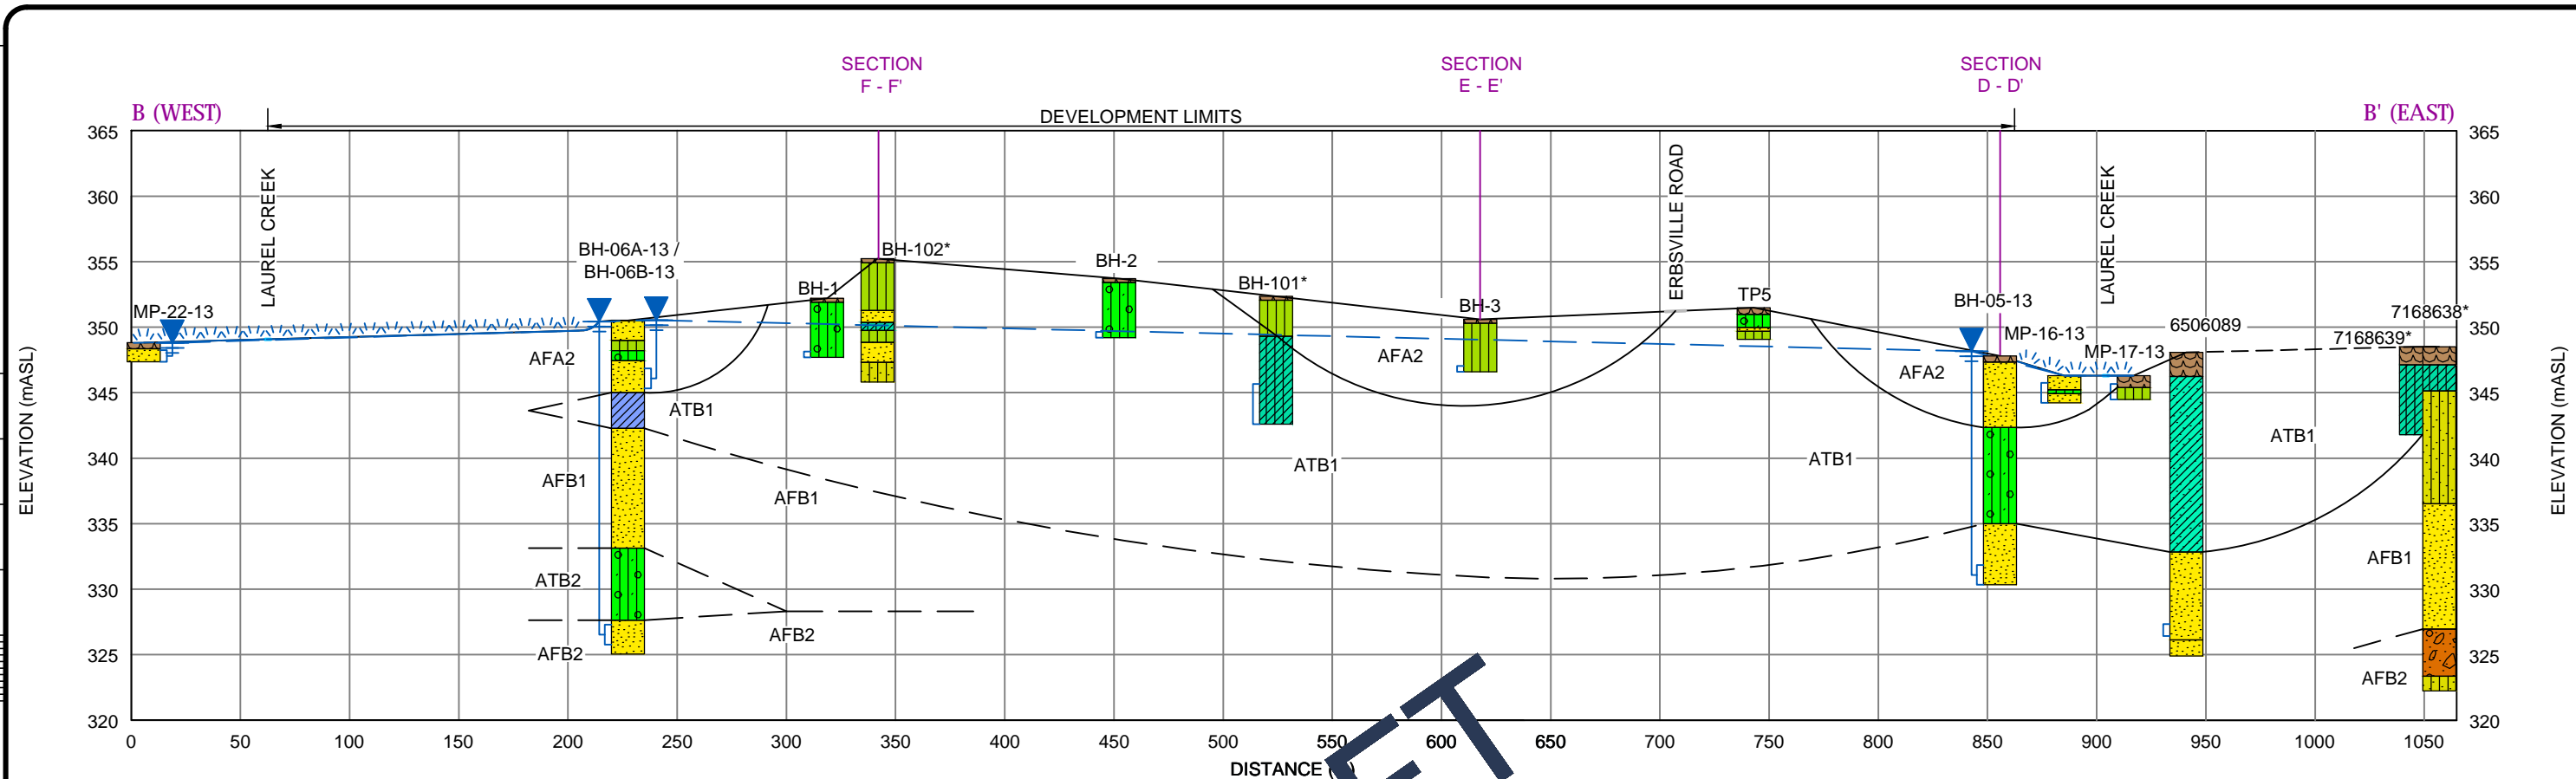 SECTION
F - F'
SECTION
E - E'
SECTION
D - D'
B (WEST)
DEVELOPMENT LIMITS
B' (EAST)
365
360
355
350
345
340
335
330
325
320
ELEVATION (mASL)
MP-22-13
LAUREL CREEK
BH-06A-13 /
BH-06B-13
BH-1
BH-102*
BH-2
BH-101*
BH-3
ERBSVILLE ROAD
TP5
BH-05-13
MP-16-13
LAUREL CREEK
MP-17-13
6506089
7168639*
7168638*
AFA2
ATB1
AFB1
AFB1
ATB2
AFB2
AFB2
ATB1
AFA2
ATB1
AFA2
ATB1
AFB1
AFB2
365
360
355
350
345
340
335
330
325
320
ELEVATION (mASL)
0 50 100 150 200 250 300 350 400 450 500 550 600 650 700 750 800 850 900 950 1000 1050
DISTANCE